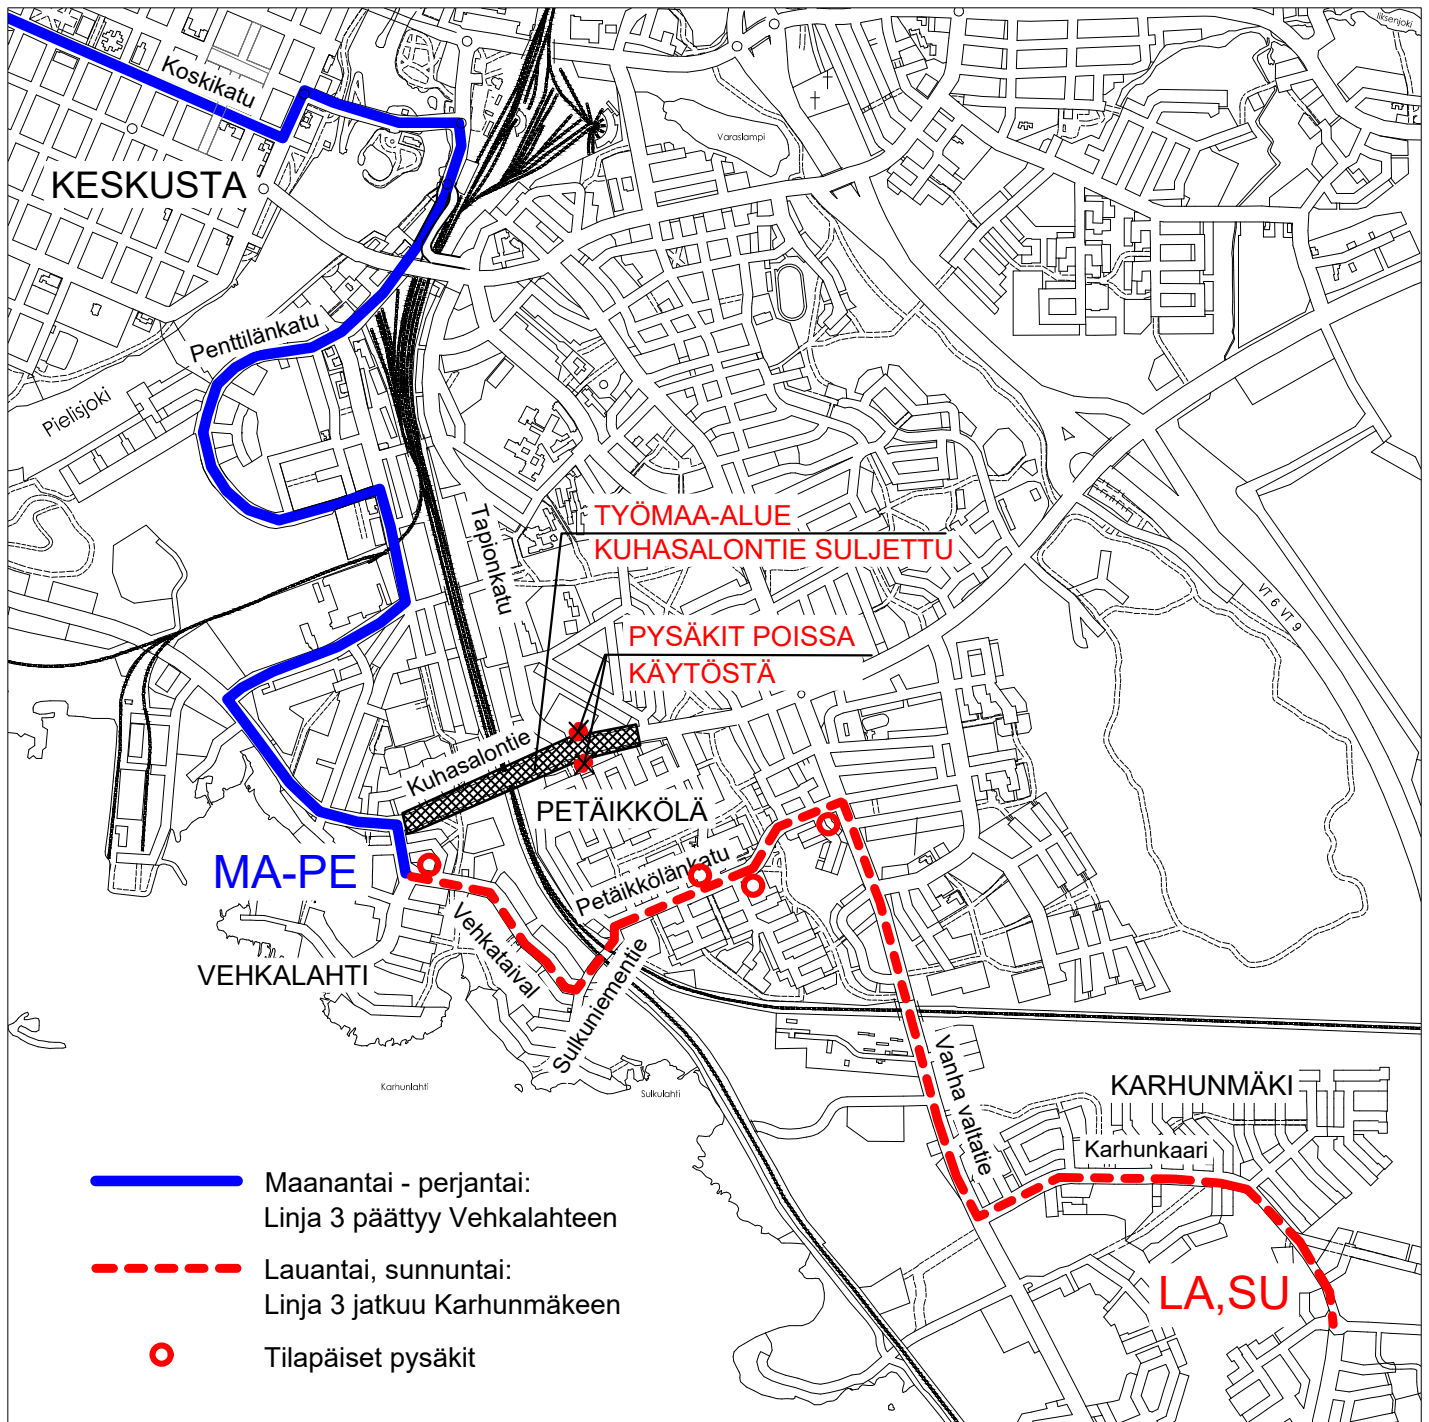 Iiksenjoki
Koskikatu
Varaslampi
KESKUSTA
Penttilänkatu
Pielisjoki
Tapionkatu
TYÖMAA-ALUE
KUHASALONTIE SULJETTU
VT 6 VT 9
PYSÄKIT POISSA
KÄYTÖSTÄ
Kuhasalontie
PETÄIKKÖLÄ
MA-PE
Petäikkölänkatu
Vehkataival
VEHKALAHTI
Sulkuniementie
Karhunlahti
Sulkulahti
Vanha valtatie
KARHUNMÄKI
Karhunkaari
LA,SU
Maanantai - perjantai:
Linja 3 päättyy Vehkalahteen
Lauantai, sunnuntai:
Linja 3 jatkuu Karhunmäkeen
Tilapäiset pysäkit